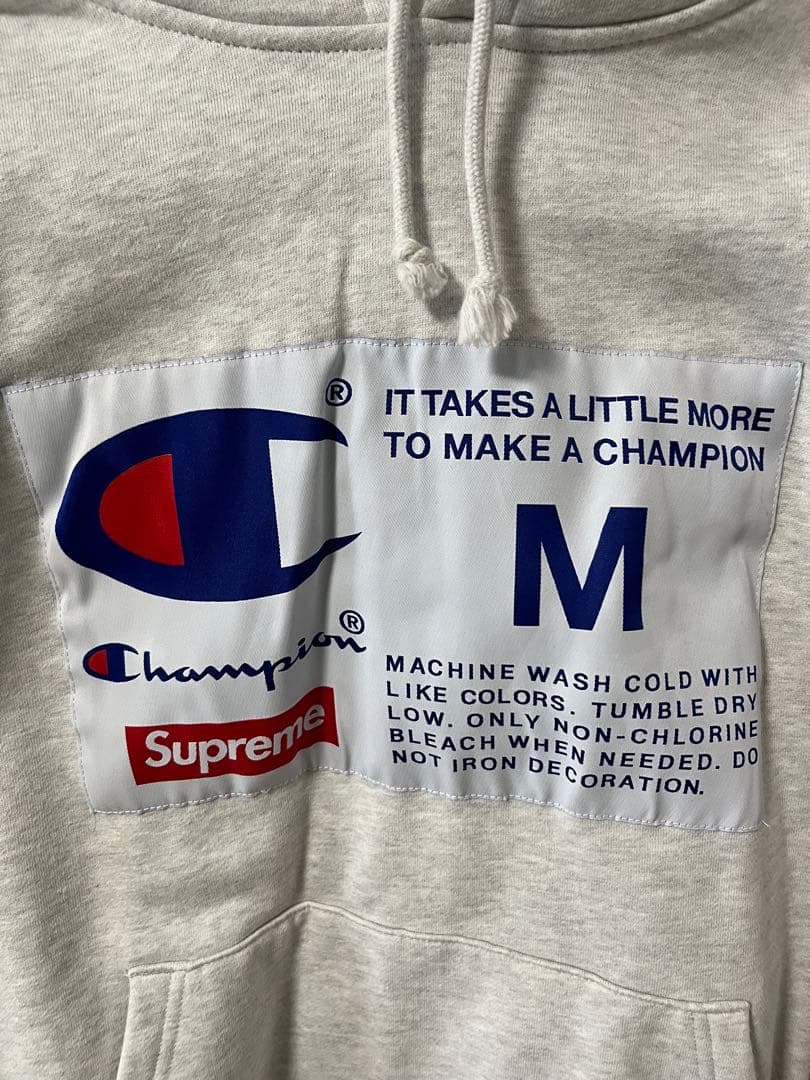 ®
Champion®
Supreme
IT TAKES A LITTLE MORE
TO MAKE A CHAMPION
M
MACHINE WASH COLD WITH
LIKE COLORS. TUMBLE DRY
LOW. ONLY NON-CHLORINE
BLEACH WHEN NEEDED. DO
NOT IRON DECORATION.